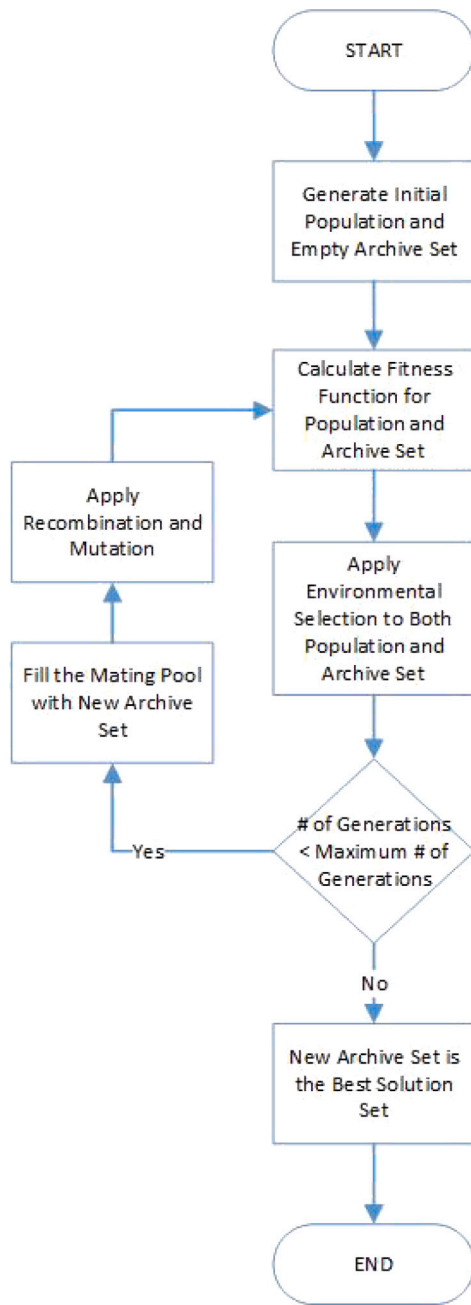 START
Generate Initial
Population and
Empty Archive Set
Calculate Fitness
Function for
Population and
Archive Set
Apply
Recombination and
Mutation
Apply
Environmental
Selection to Both
Population and
Archive Set
Fill the Mating Pool
with New Archive
Set
# of Generations
< Maximum # of
Generations
Yes
No
New Archive Set is
the Best Solution
Set
END